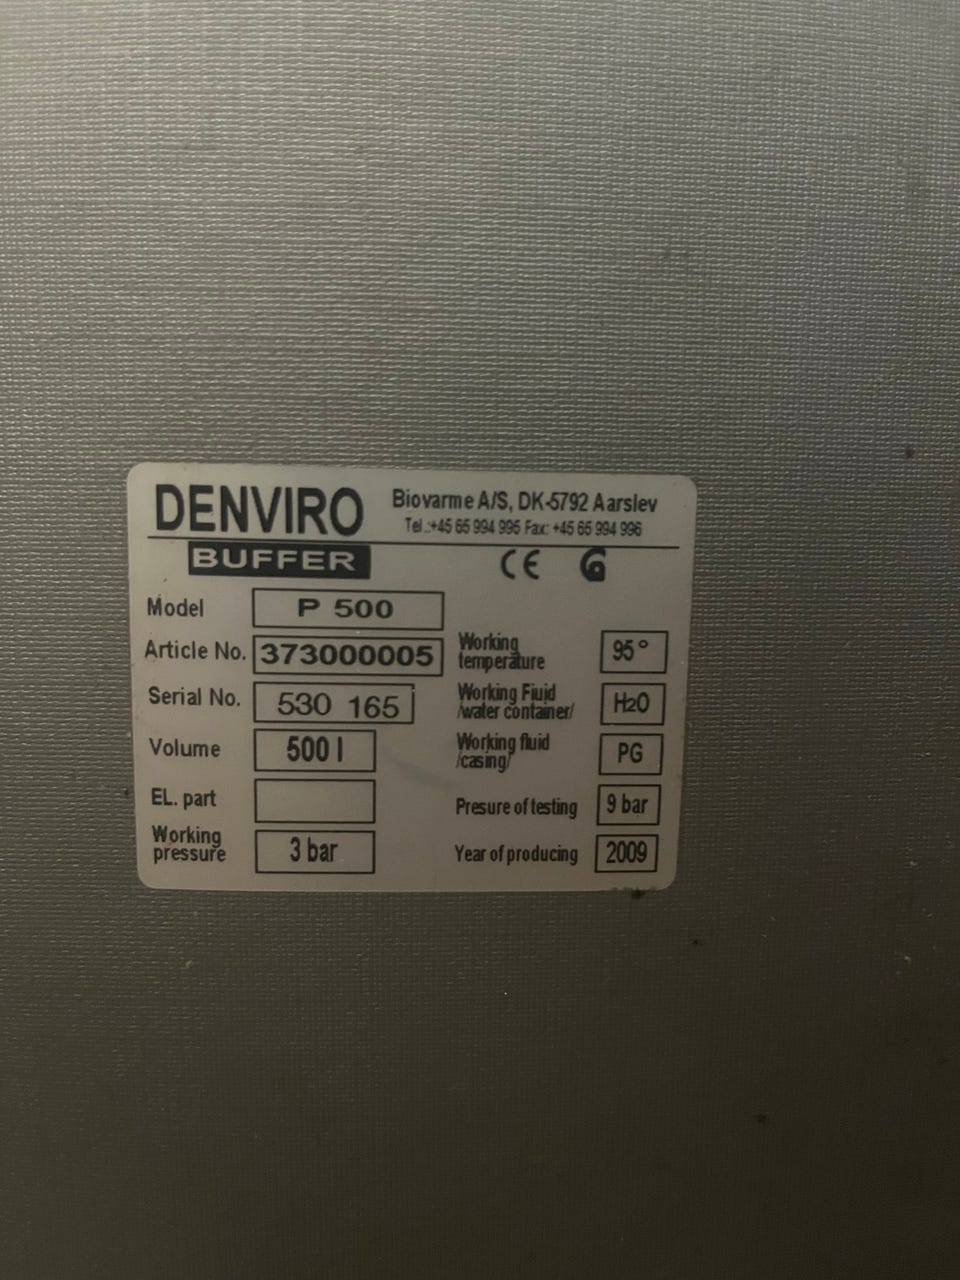 DENVIRO
Biovarme A/S, DK-5792 Aarslev
Tel.:+45 65 994 995 Fax: +45 65 994 996
BUFFER
CE G
Model P 500
Article No. 373000005
Serial No. 530 165
Volume 500 l
EL. part
Working
pressure 3 bar
Working
temperature 95°
Working Fiuid
/water container/ H2O
Working fluid
/casing/ PG
Presure of testing 9 bar
Year of producing 2009